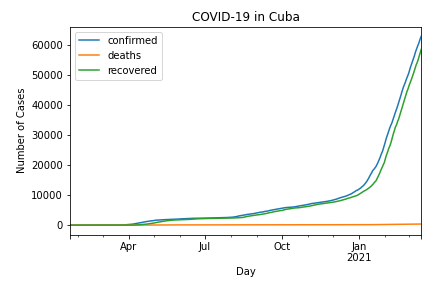 COVID-19 in Cuba
confirmed
deaths
recovered
60000
50000
40000
30000
20000
10000
0
Number of Cases
Apr
Jul
Oct
Jan
2021
Day